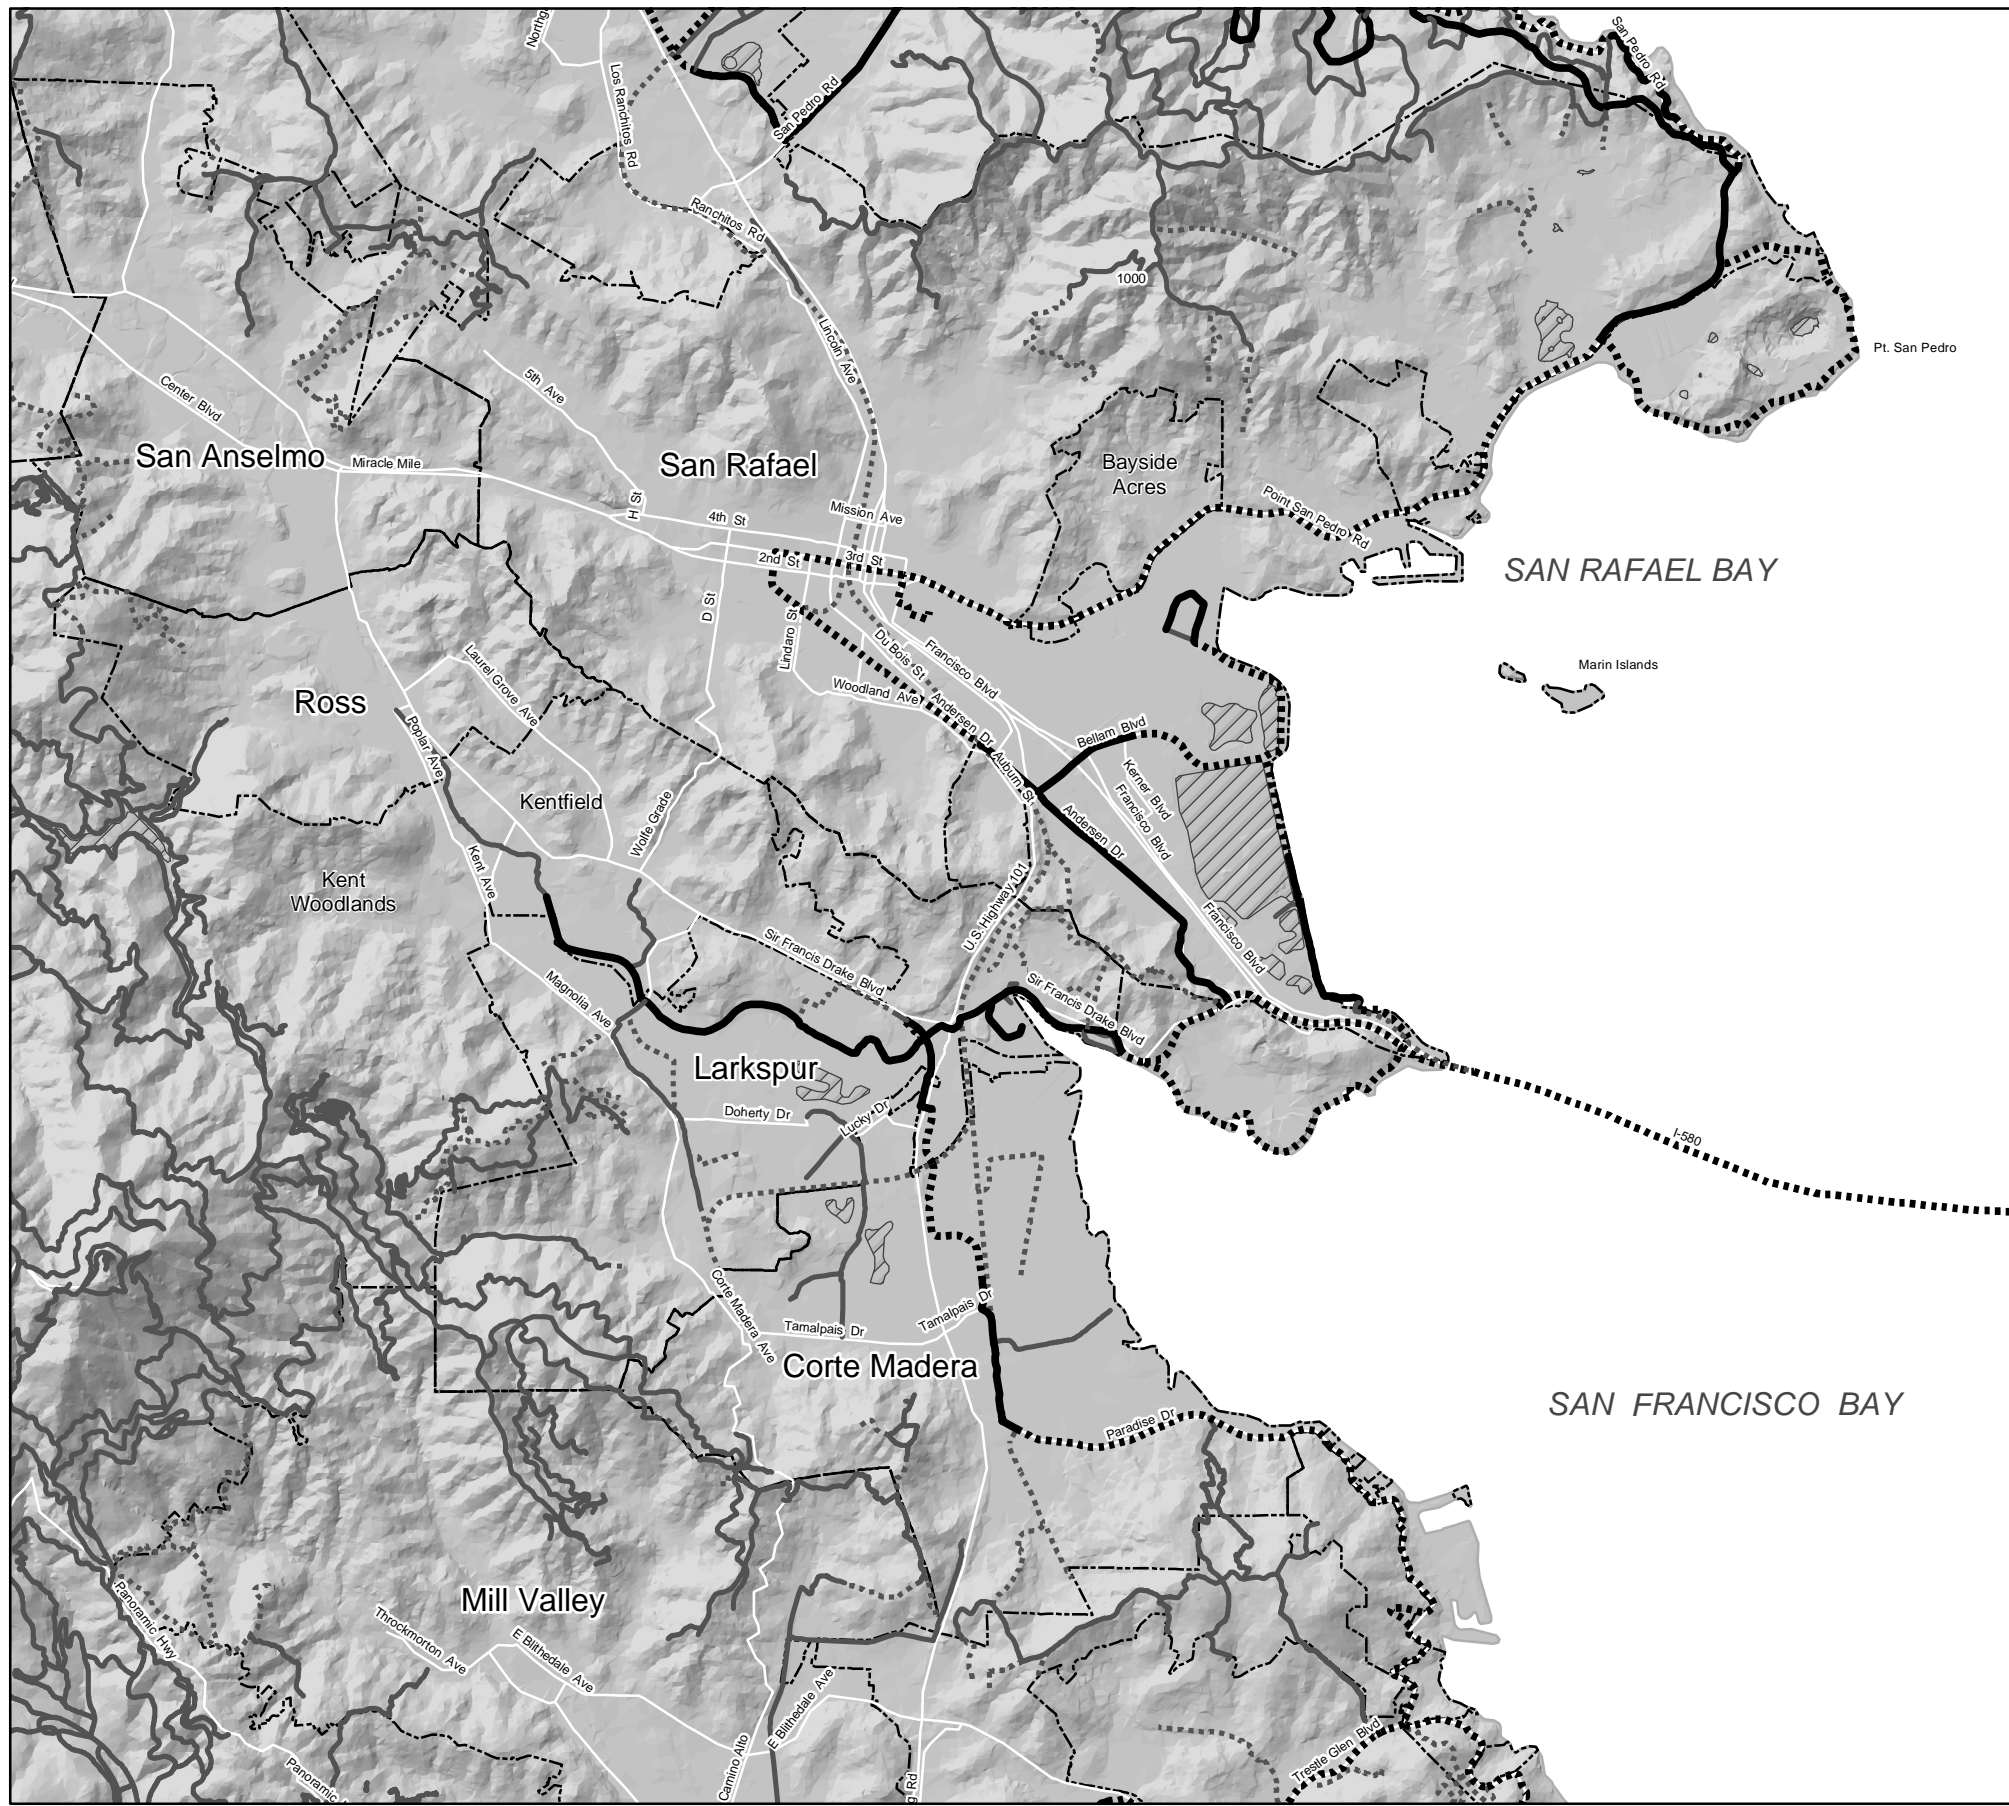 San Pedro Rd
Los Ranchitos Rd
San Pedro Rd
Ranchitos Rd
1000
Lincoln Ave
Pt. San Pedro
5th Ave
Center Blvd
San Anselmo
Miracle Mile
San Rafael
Bayside
Acres
H St
4th St
Mission Ave
Point San Pedro Rd
2nd St
3rd St
SAN RAFAEL BAY
D St
Lindaro St
Du Bois St
Francisco Blvd
Laurel Grove Ave
Marin Islands
Woodland Ave
Andersen Dr
Ross
Poplar Ave
Bellam Blvd
Auburn St
Kerner Blvd
Francisco Blvd
Kentfield
Wolfe Grade
Andersen Dr
Kent Ave
Kent
Woodlands
U.S. Highway 101
Francisco Blvd
Sir Francis Drake Blvd
Magnolia Ave
Sir Francis Drake Blvd
Larkspur
Doherty Dr
Lucky Dr
I-580
Corte Madera Ave
Tamalpais Dr
Tamalpais Dr
Corte Madera
Paradise Dr
SAN FRANCISCO BAY
Mill Valley
Panoramic Hwy
Throckmorton Ave
E Blithedale Ave
E Blithedale Ave
Camino Alto
Trestle Glen Blvd
Panoramic
Rd